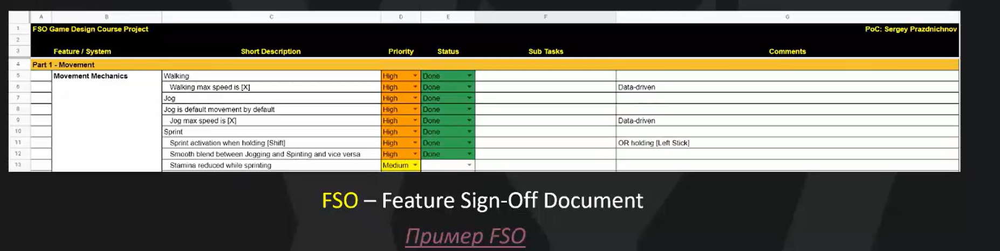 A B C D E F G
1 FSO Game Design Course Project PoC: Sergey Prazdnichnov
2
3 Feature / System Short Description Priority Status Sub Tasks Comments
4 Part 1 - Movement
5 Movement Mechanics Walking High Done
6 Walking max speed is [X] High Done Data-driven
7 Jog High Done
8 Jog is default movement by default High Done
9 Jog max speed is [X] High Done Data-driven
10 Sprint High Done
11 Sprint activation when holding [Shift] High Done OR holding [Left Stick]
12 Smooth blend between Jogging and Spinting and vice versa High Done
13 Stamina reduced while sprinting Medium
FSO – Feature Sign-Off Document
Пример FSO